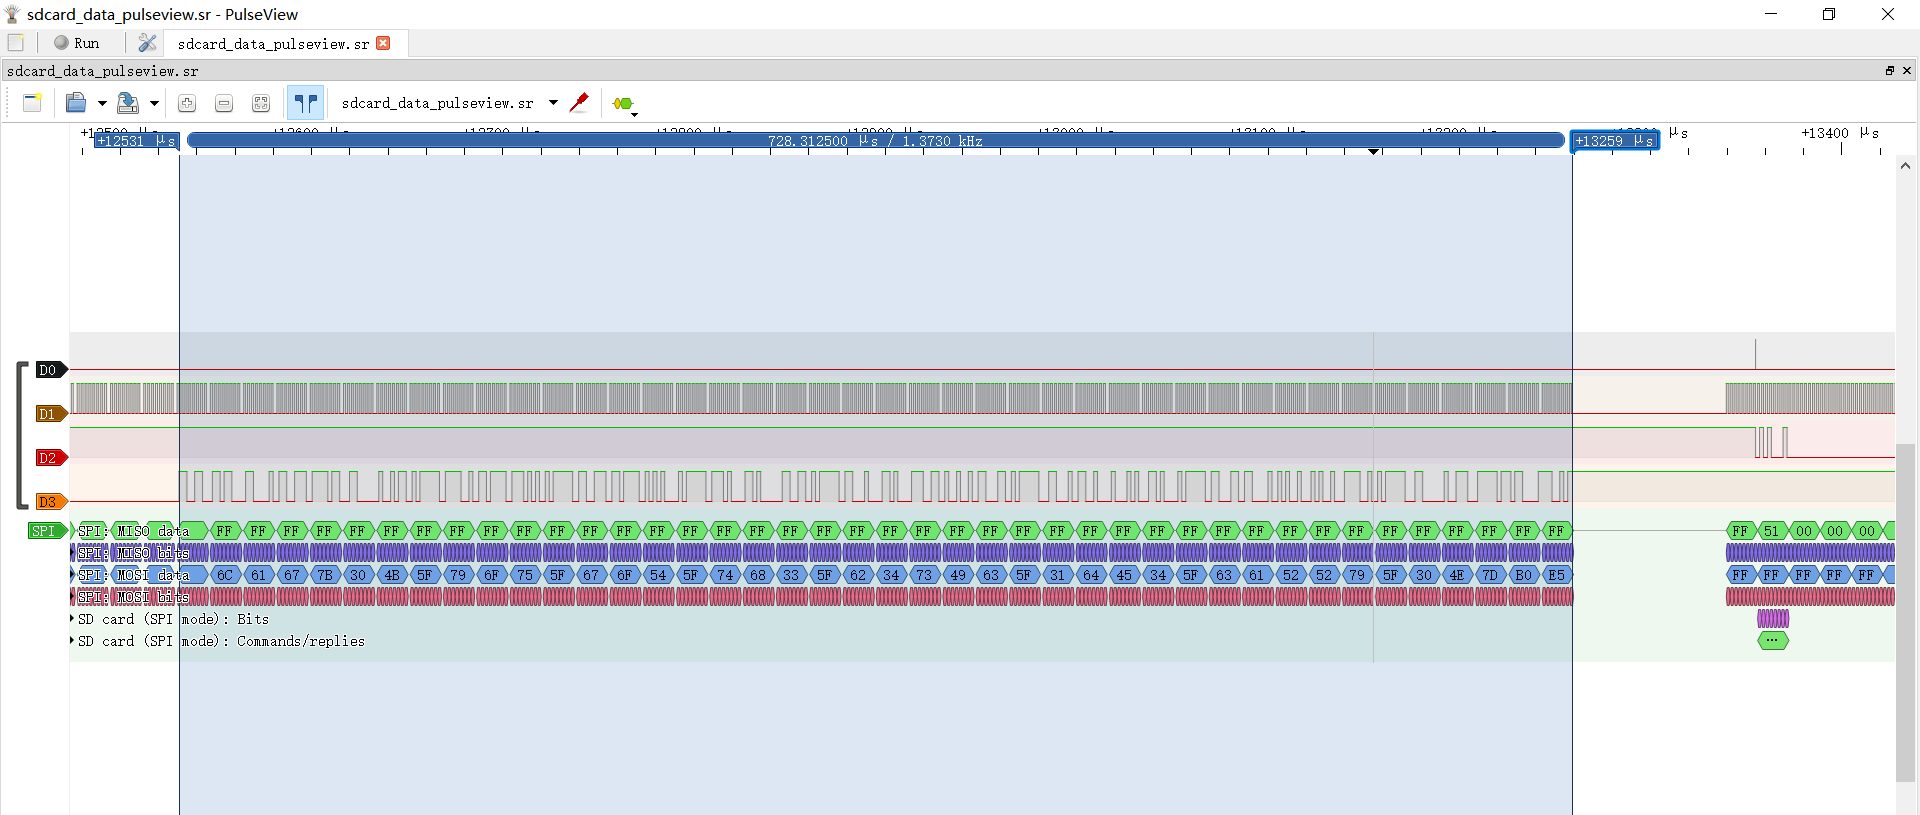 sdcard_data_pulseview.sr - PulseView
Run
sdcard_data_pulseview.sr
sdcard_data_pulseview.sr
sdcard_data_pulseview.sr
+12531 μs
728.312500 μs / 1.3730 kHz
+13259 μs
μs
+13400 μs
D0
D1
D2
D3
SPI
SPI: MISO data
FF FF FF FF FF FF FF FF FF FF FF FF FF FF FF FF FF FF FF FF FF FF FF FF FF FF FF FF FF FF FF FF FF FF FF FF FF FF FF FF FF
FF 51 00 00 00
SPI: MISO bits
SPI: MOSI data
6C 61 67 7B 30 4B 5F 79 6F 75 5F 67 6F 54 5F 74 68 33 5F 62 34 73 49 63 5F 31 64 45 34 5F 63 61 52 52 79 5F 30 4E 7D B0 E5
FF FF FF FF FF
SPI: MOSI bits
SD card (SPI mode): Bits
SD card (SPI mode): Commands/replies
...